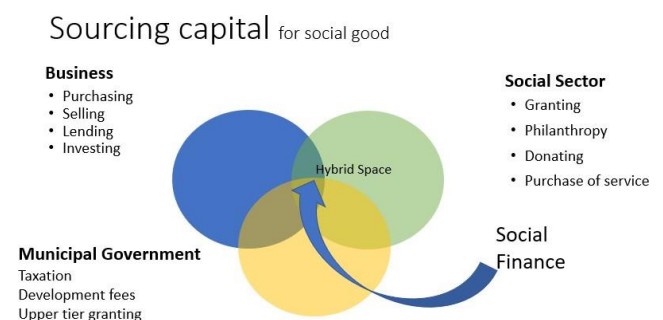 Sourcing capital for social good
Business
• Purchasing
• Selling
• Lending
• Investing
Social Sector
• Granting
• Philanthropy
• Donating
• Purchase of service
Hybrid Space
Social
Finance
Municipal Government
Taxation
Development fees
Upper tier granting